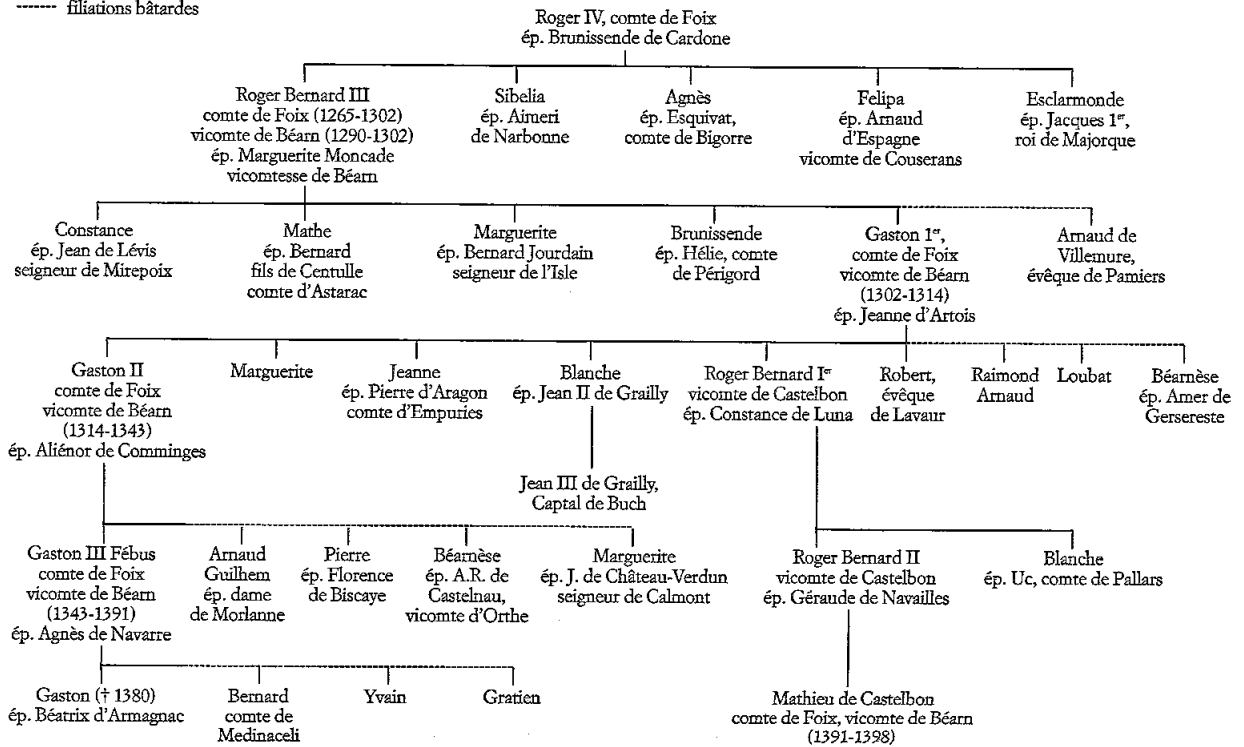 ------- filiations bâtardes
Roger IV, comte de Foix
ép. Brunissende de Cardone
Roger Bernard III
comte de Foix (1265-1302)
vicomte de Béarn (1290-1302)
ép. Marguerite Moncade
vicomtesse de Béarn
Sibelia
ép. Aimeri
de Narbonne
Agnès
ép. Esquivat,
comte de Bigorre
Felipa
ép. Arnaud
d'Espagne
vicomte de Couserans
Esclarmonde
ép. Jacques 1er,
roi de Majorque
Constance
ép. Jean de Lévis
seigneur de Mirepoix
Mathe
ép. Bernard
fils de Centulle
comte d'Astarac
Marguerite
ép. Bernard Jourdain
seigneur de l'Isle
Brunissende
ép. Hélie, comte
de Périgord
Gaston 1er,
comte de Foix
vicomte de Béarn
(1302-1314)
ép. Jeanne d'Artois
Arnaud de
Villemure,
évêque de Pamiers
Gaston II
comte de Foix
vicomte de Béarn
(1314-1343)
ép. Aliénor de Comminges
Marguerite
Jeanne
ép. Pierre d'Aragon
comte d'Empuries
Blanche
ép. Jean II de Grailly
Roger Bernard Ier
vicomte de Castelbon
ép. Constance de Luna
Robert,
évêque
de Lavaur
Raimond
Arnaud
Loubat
Béarnèse
ép. Amer de
Gersereste
Jean III de Grailly,
Captal de Buch
Gaston III Fébus
comte de Foix
vicomte de Béarn
(1343-1391)
ép. Agnès de Navarre
Arnaud
Guilhem
ép. dame
de Morlanne
Pierre
ép. Florence
de Biscaye
Béarnèse
ép. A.R. de
Castelnau,
vicomte d'Orthe
Marguerite
ép. J. de Château-Verdun
seigneur de Calmont
Roger Bernard II
vicomte de Castelbon
ép. Géraude de Navailles
Blanche
ép. Uc, comte de Pallars
Gaston († 1380)
ép. Béatrix d'Armagnac
Bernard
comte de
Medinaceli
Yvain
Gratien
Mathieu de Castelbon
comte de Foix, vicomte de Béarn
(1391-1398)